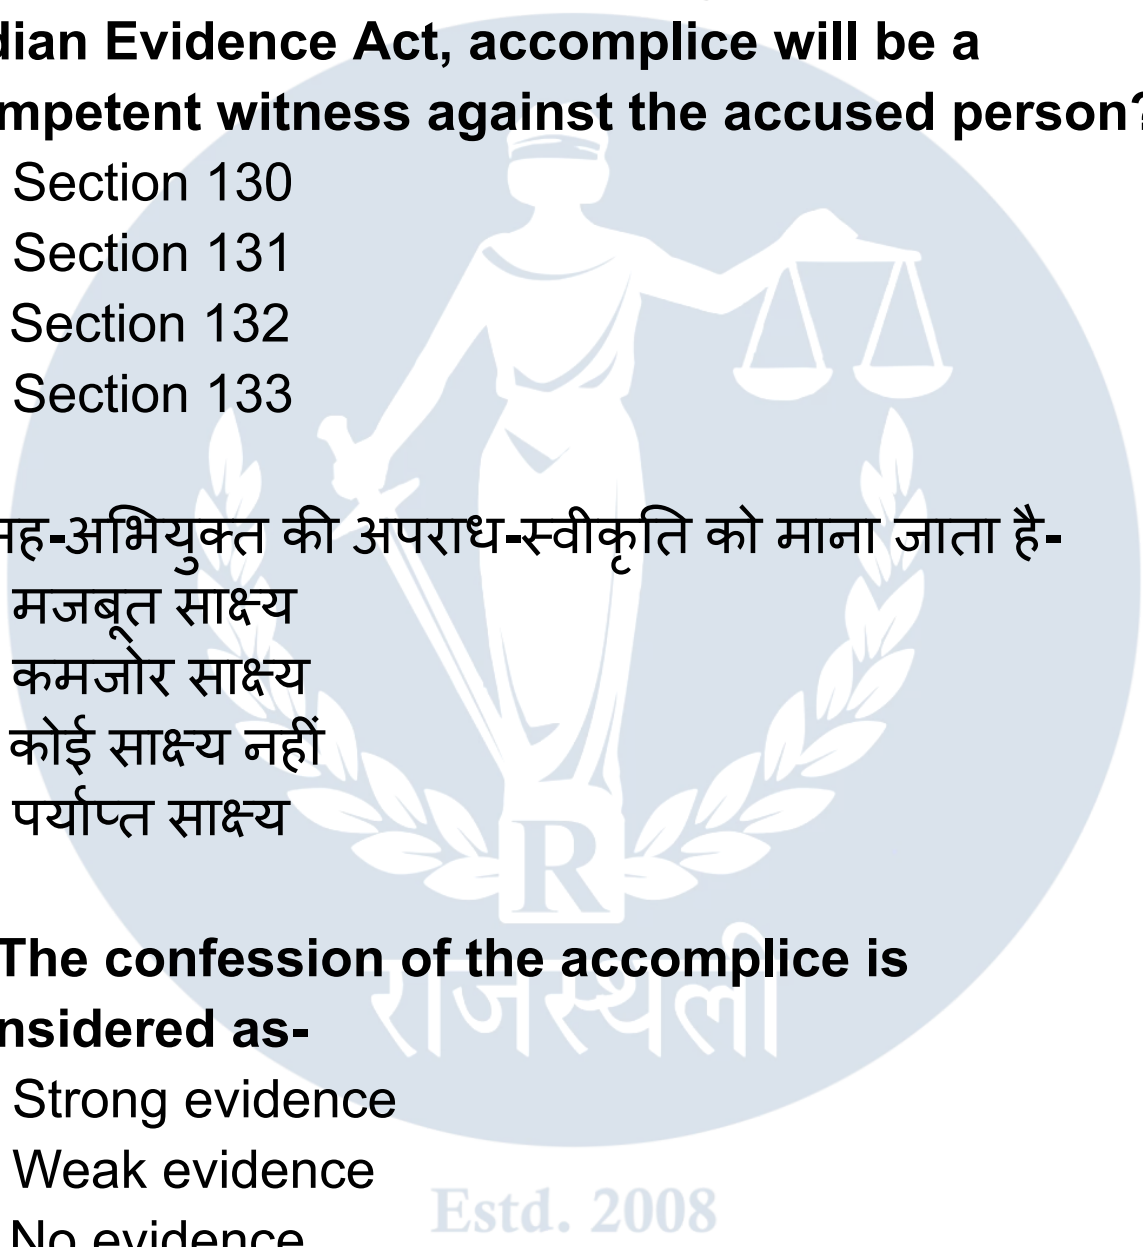 dian Evidence Act, accomplice will be a
mpetent witness against the accused person?
Section 130
Section 131
Section 132
Section 133
सह-अभियुक्त की अपराध-स्वीकृति को माना जाता है-
मजबूत साक्ष्य
कमजोर साक्ष्य
कोई साक्ष्य नहीं
पर्याप्त साक्ष्य
R
The confession of the accomplice is
राजस्थली
nsidered as-
Strong evidence
Weak evidence
Estd. 2008
No evidence